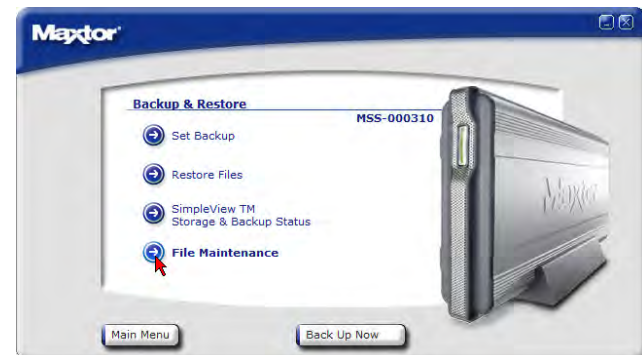 Maxtor
Backup & Restore
MSS-000310
Set Backup
Restore Files
SimpleView TM
Storage & Backup Status
File Maintenance
Maxtor
Main Menu
Back Up Now